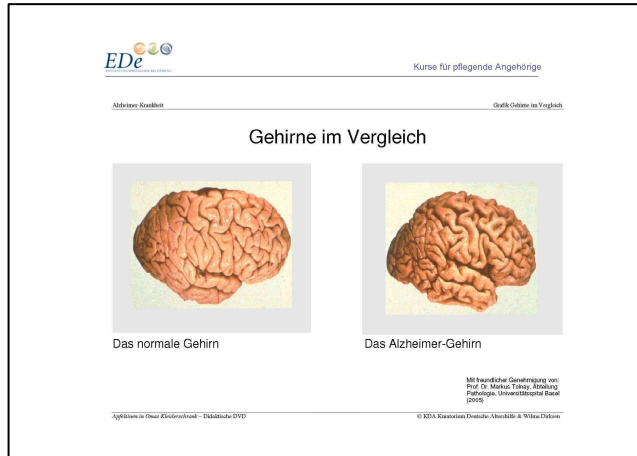 EDe
Kurse für pflegende Angehörige
Alzheimer-Krankheit
Grafik Gehirne im Vergleich
Gehirne im Vergleich
Das normale Gehirn
Das Alzheimer-Gehirn
Mit freundlicher Genehmigung von:
Prof. Dr. Markus Tolnay, Abteilung
Pathologie, Universitätsspital Basel
(2005)
Apfelsinen in Omas Kleiderschrank – Didaktische DVD
© KDA Kuratorium Deutsche Altershilfe & Wilma Dirksen